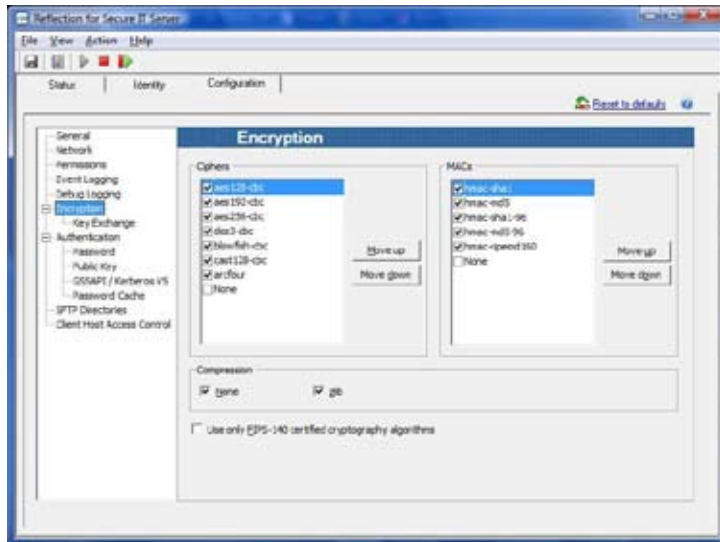 Reflection for Secure IT Server
File View Action Help
Status Identity Configuration
Reset to defaults
General
Network
Permissions
Event Logging
Debug Logging
Encryption
Key Exchange
Authentication
Password
Public Key
GSSAPI / Kerberos V5
Password Cache
SFTP Directories
Client Host Access Control
Encryption
Ciphers
aes128-cbc
aes192-cbc
aes256-cbc
des3-cbc
blowfish-cbc
cast128-cbc
arcfour
None
Move up
Move down
MACs
hmac-sha1
hmac-md5
hmac-sha1-96
hmac-md5-96
hmac-ripemd160
None
Move up
Move down
Compression
None zlib
Use only FIPS-140 certified cryptography algorithms